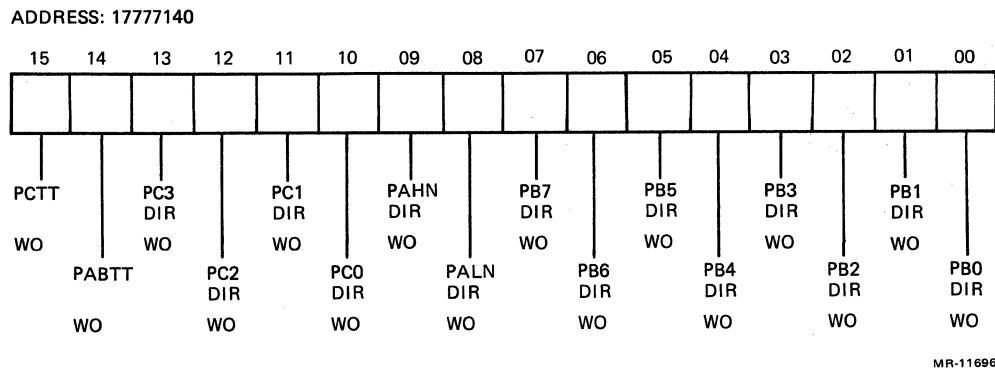 ADDRESS: 17777140
15 14 13 12 11 10 09 08 07 06 05 04 03 02 01 00
PCTT PC3 PC1 PAHN PB7 PB5 PB3 PB1
DIR DIR DIR DIR DIR DIR DIR
WO WO WO WO WO WO WO WO
PABTT PC2 PC0 PALN PB6 PB4 PB2 PB0
DIR DIR DIR DIR DIR DIR DIR
WO WO WO WO WO WO WO WO
MR-11696